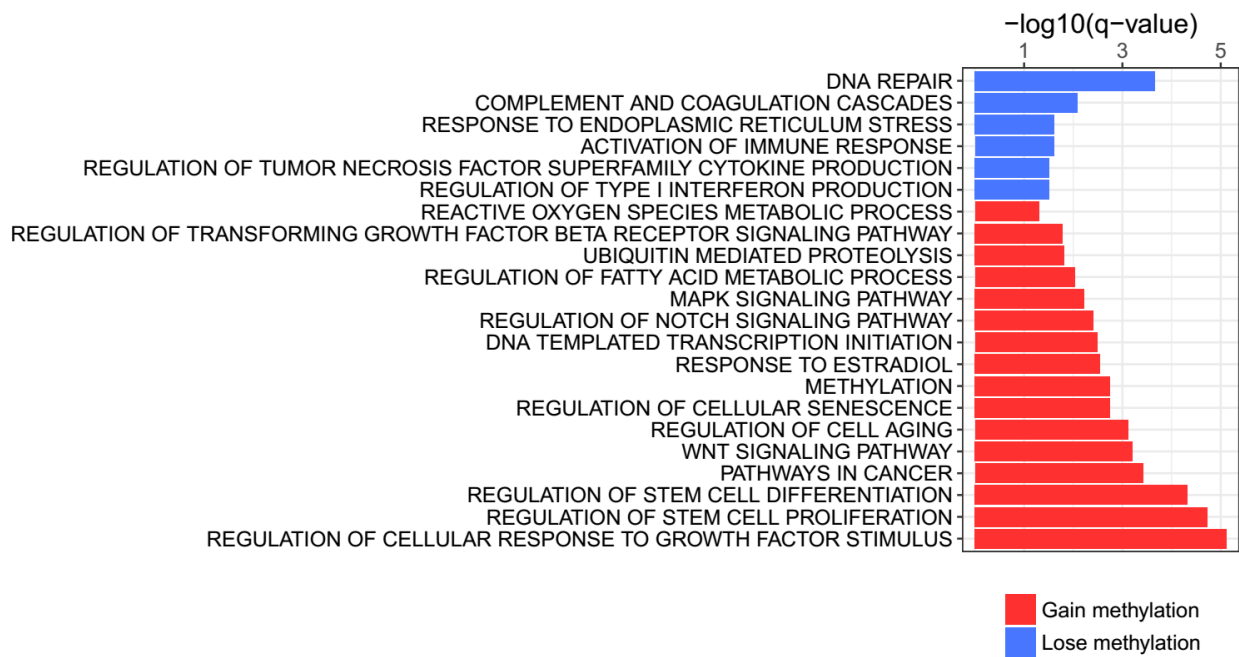 −log10(q−value)
1 3 5
DNA REPAIR
COMPLEMENT AND COAGULATION CASCADES
RESPONSE TO ENDOPLASMIC RETICULUM STRESS
ACTIVATION OF IMMUNE RESPONSE
REGULATION OF TUMOR NECROSIS FACTOR SUPERFAMILY CYTOKINE PRODUCTION
REGULATION OF TYPE I INTERFERON PRODUCTION
REACTIVE OXYGEN SPECIES METABOLIC PROCESS
REGULATION OF TRANSFORMING GROWTH FACTOR BETA RECEPTOR SIGNALING PATHWAY
UBIQUITIN MEDIATED PROTEOLYSIS
REGULATION OF FATTY ACID METABOLIC PROCESS
MAPK SIGNALING PATHWAY
REGULATION OF NOTCH SIGNALING PATHWAY
DNA TEMPLATED TRANSCRIPTION INITIATION
RESPONSE TO ESTRADIOL
METHYLATION
REGULATION OF CELLULAR SENESCENCE
REGULATION OF CELL AGING
WNT SIGNALING PATHWAY
PATHWAYS IN CANCER
REGULATION OF STEM CELL DIFFERENTIATION
REGULATION OF STEM CELL PROLIFERATION
REGULATION OF CELLULAR RESPONSE TO GROWTH FACTOR STIMULUS
Gain methylation
Lose methylation